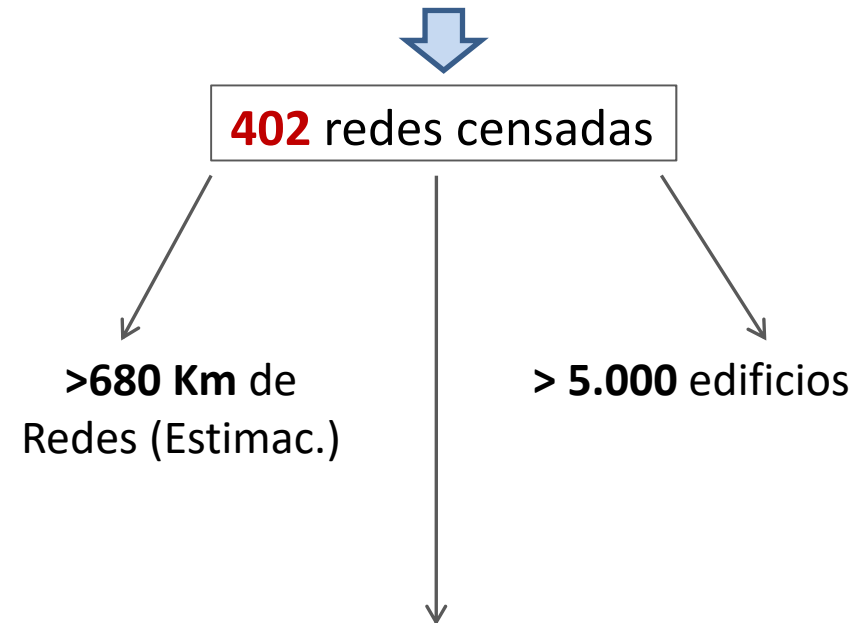 402 redes censadas
>680 Km de
Redes (Estimac.)
> 5.000 edificios